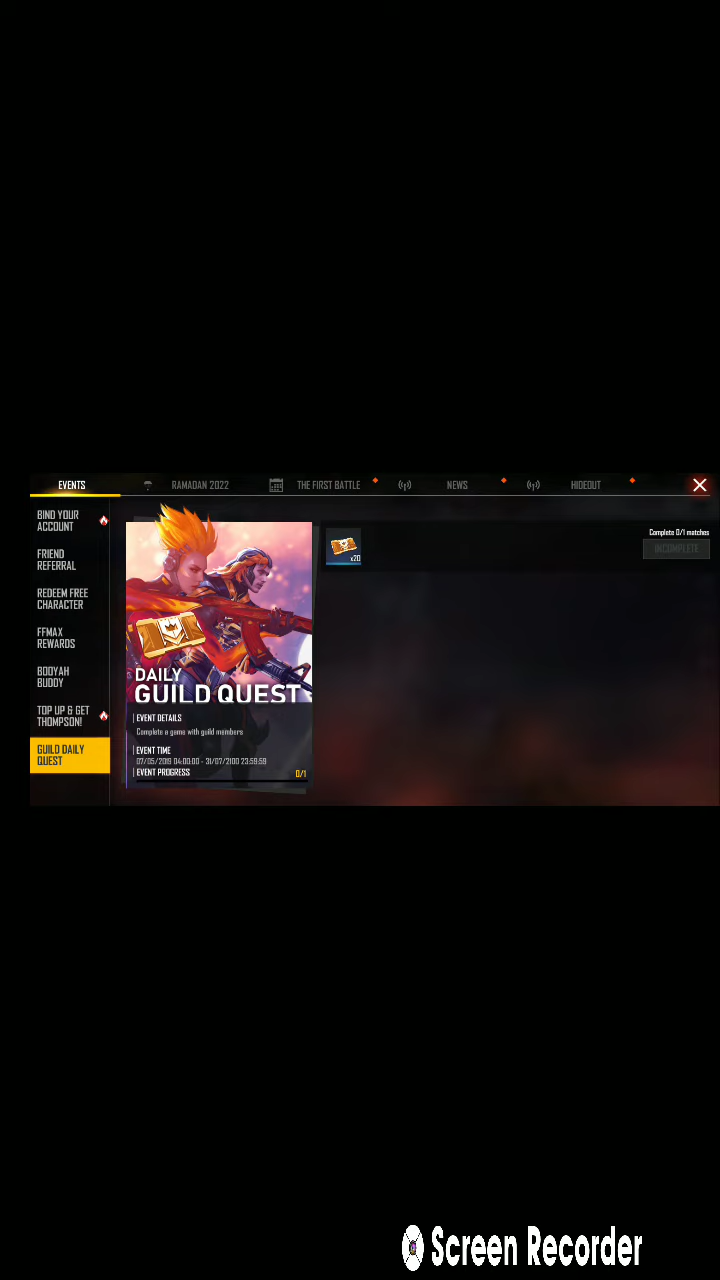 EVENTS
RAMADAN 2022
THE FIRST BATTLE
NEWS
HIDEOUT
BIND YOUR
ACCOUNT
FRIEND
REFERRAL
REDEEM FREE
CHARACTER
FFMAX
REWARDS
BOOYAH
BUDDY
TOP UP & GET
THOMPSON!
GUILD DAILY
QUEST
DAILY
GUILD QUEST
EVENT DETAILS
Complete a game with guild members
EVENT TIME
07/05/2019 04:00:00 - 31/07/2100 23:59:59
EVENT PROGRESS
0/1
x20
Complete 0/1 matches
INCOMPLETE
Screen Recorder